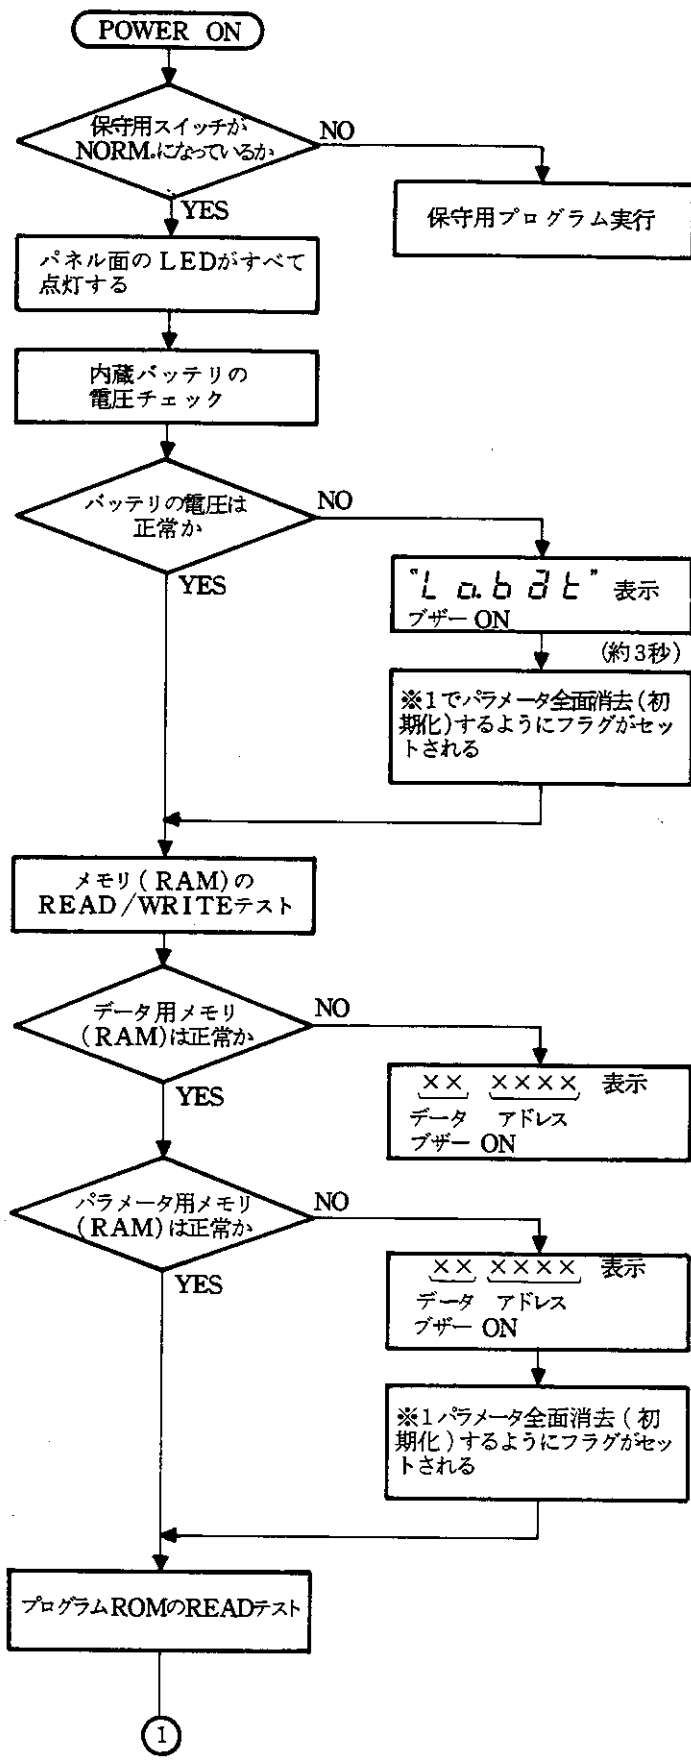 POWER ON
保守用スイッチが
NORM.になっているか
NO
YES
保守用プログラム実行
パネル面の LEDがすべて
点灯する
内蔵バッテリの
電圧チェック
バッテリの電圧は
正常か
NO
YES
"Lo.bat" 表示
ブザー ON
(約3秒)
※1でパラメータ全面消去(初
期化)するようにフラグがセッ
トされる
メモリ(RAM)の
READ/WRITEテスト
データ用メモリ
(RAM)は正常か
NO
YES
×× ×××× 表示
データ アドレス
ブザー ON
パラメータ用メモリ
(RAM)は正常か
NO
YES
×× ×××× 表示
データ アドレス
ブザー ON
※1パラメータ全面消去(初
期化)するようにフラグがセッ
トされる
プログラムROMのREADテスト
1